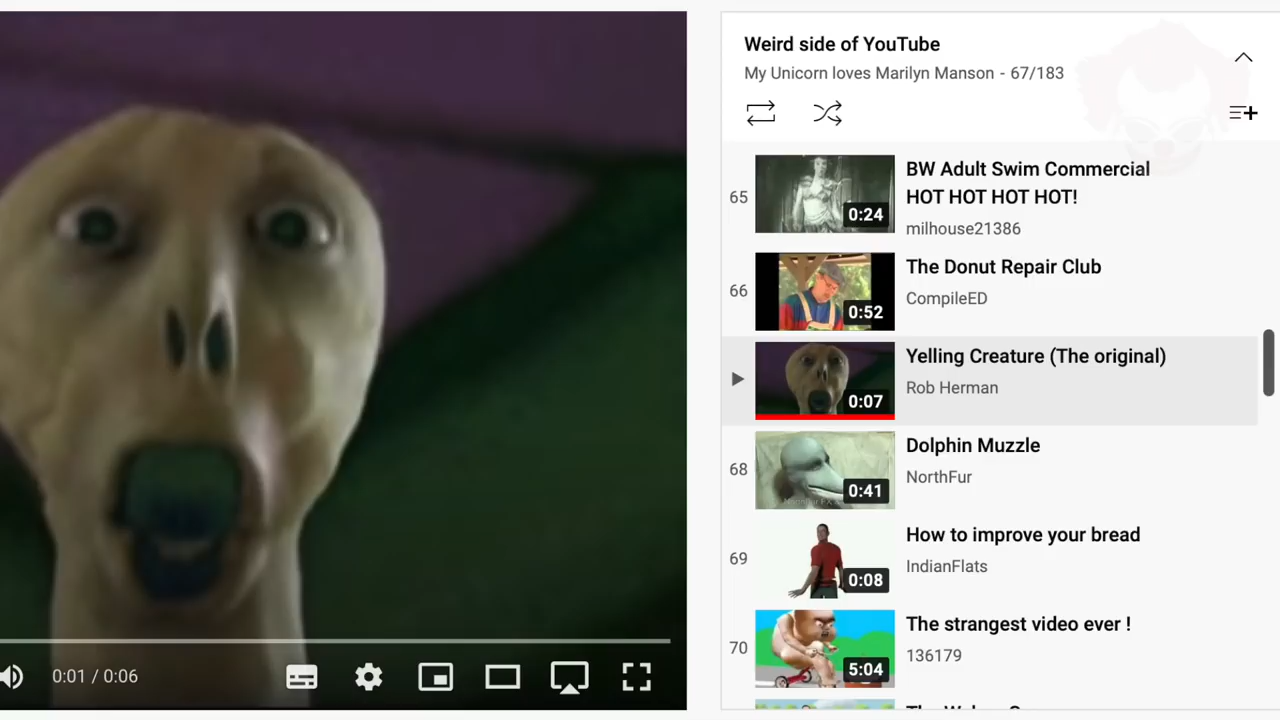 Weird side of YouTube
My Unicorn loves Marilyn Manson - 67/183
65
0:24
BW Adult Swim Commercial
HOT HOT HOT HOT!
milhouse21386
66
0:52
The Donut Repair Club
CompileED
0:07
Yelling Creature (The original)
Rob Herman
68
0:41
Dolphin Muzzle
NorthFur
69
0:08
How to improve your bread
IndianFlats
70
5:04
The strangest video ever !
136179
0:01 / 0:06